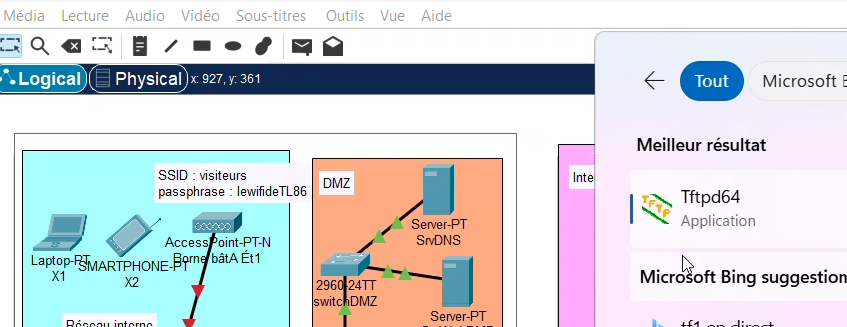 Média Lecture Audio Vidéo Sous-titres Outils Vue Aide
Logical Physical x: 927, y: 361
Tout Microsoft
Meilleur résultat
Tftpd64
Application
Microsoft Bing suggestion
tf1 en direct
SSID : visiteurs
passphrase : lewifideTL86
AccessPoint-PT-N
Borne bâtA Ét1
Laptop-PT
X1
SMARTPHONE-PT
X2
Réseau interne
DMZ
Server-PT
SrvDNS
2960-24TT
switchDMZ
Server-PT
Inte